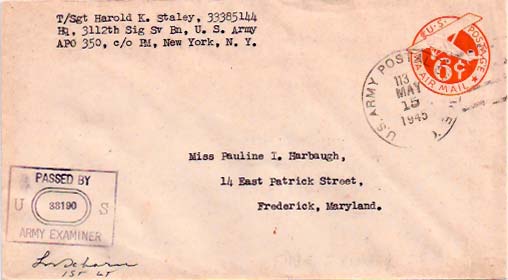 T/Sgt Harold K. Staley, 33385144
Hq, 3112th Sig Sv Bn, U. S. Army
APO 350, c/o PM, New York, N. Y.
U.S. POSTAGE
6¢
VIA AIR MAIL
U.S. ARMY POST
113
MAY
15
1945
Miss Pauline I. Harbaugh,
14 East Patrick Street,
Frederick, Maryland.
PASSED BY
U 38190 S
ARMY EXAMINER
1st Lt